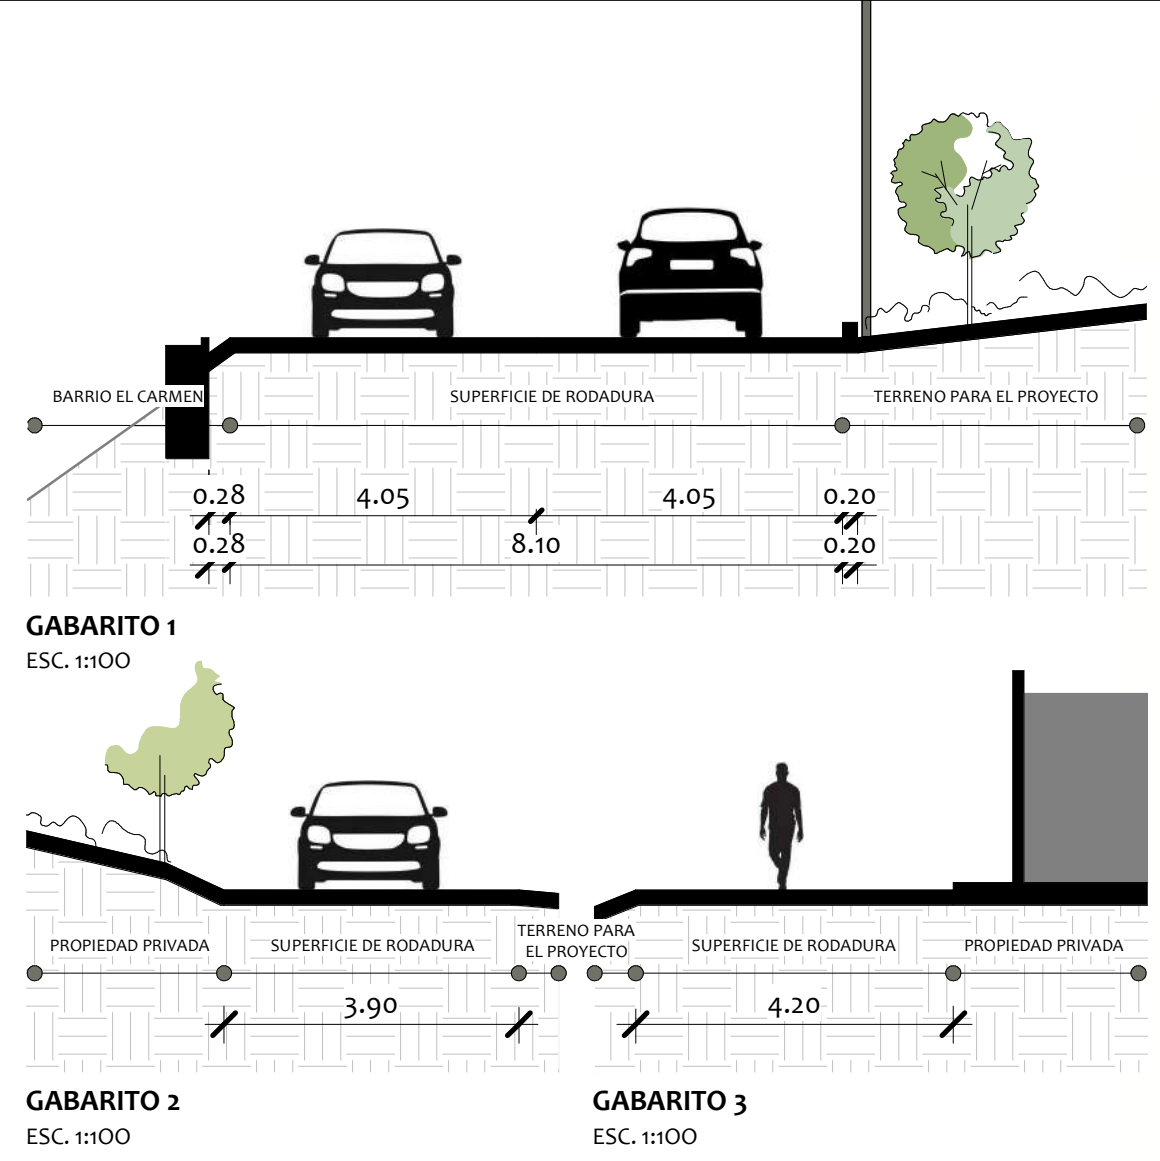 BARRIO EL CARMEN
SUPERFICIE DE RODADURA
TERRENO PARA EL PROYECTO
0.28
4.05
4.05
0.20
0.28
8.10
0.20
GABARITO 1
ESC. 1:100
PROPIEDAD PRIVADA
SUPERFICIE DE RODADURA
TERRENO PARA
EL PROYECTO
SUPERFICIE DE RODADURA
PROPIEDAD PRIVADA
3.90
4.20
GABARITO 2
ESC. 1:100
GABARITO 3
ESC. 1:100